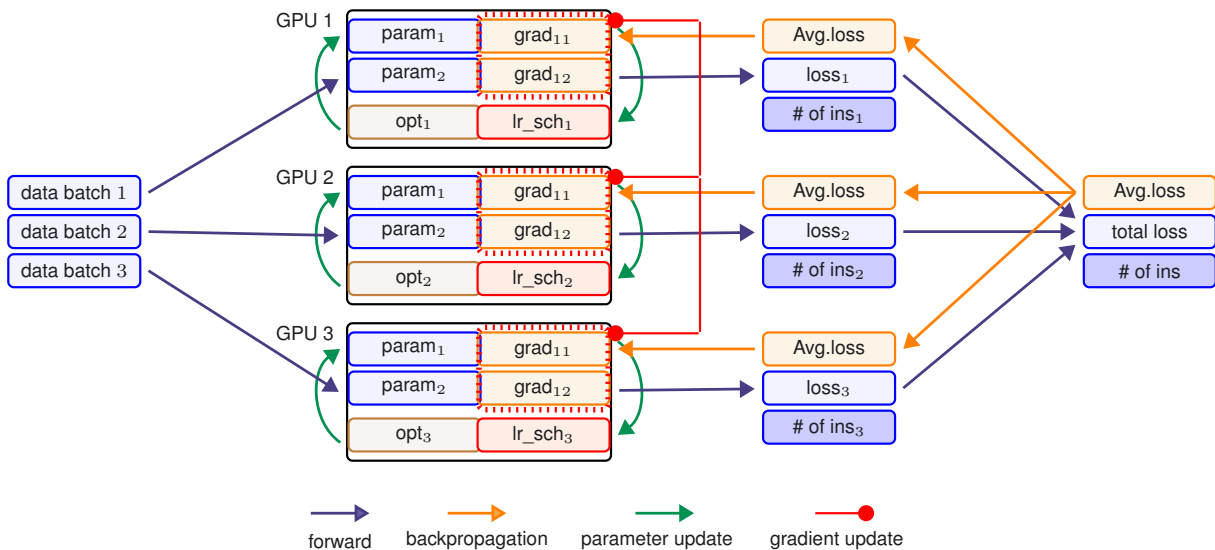 data batch 1
data batch 2
data batch 3
GPU 1
param₁ grad₁₁
param₂ grad₁₂
opt₁ lr_sch₁
GPU 2
param₁ grad₁₁
param₂ grad₁₂
opt₂ lr_sch₂
GPU 3
param₁ grad₁₁
param₂ grad₁₂
opt₃ lr_sch₃
Avg.loss
loss₁
# of ins₁
Avg.loss
loss₂
# of ins₂
Avg.loss
loss₃
# of ins₃
Avg.loss
total loss
# of ins
forward
backpropagation
parameter update
gradient update